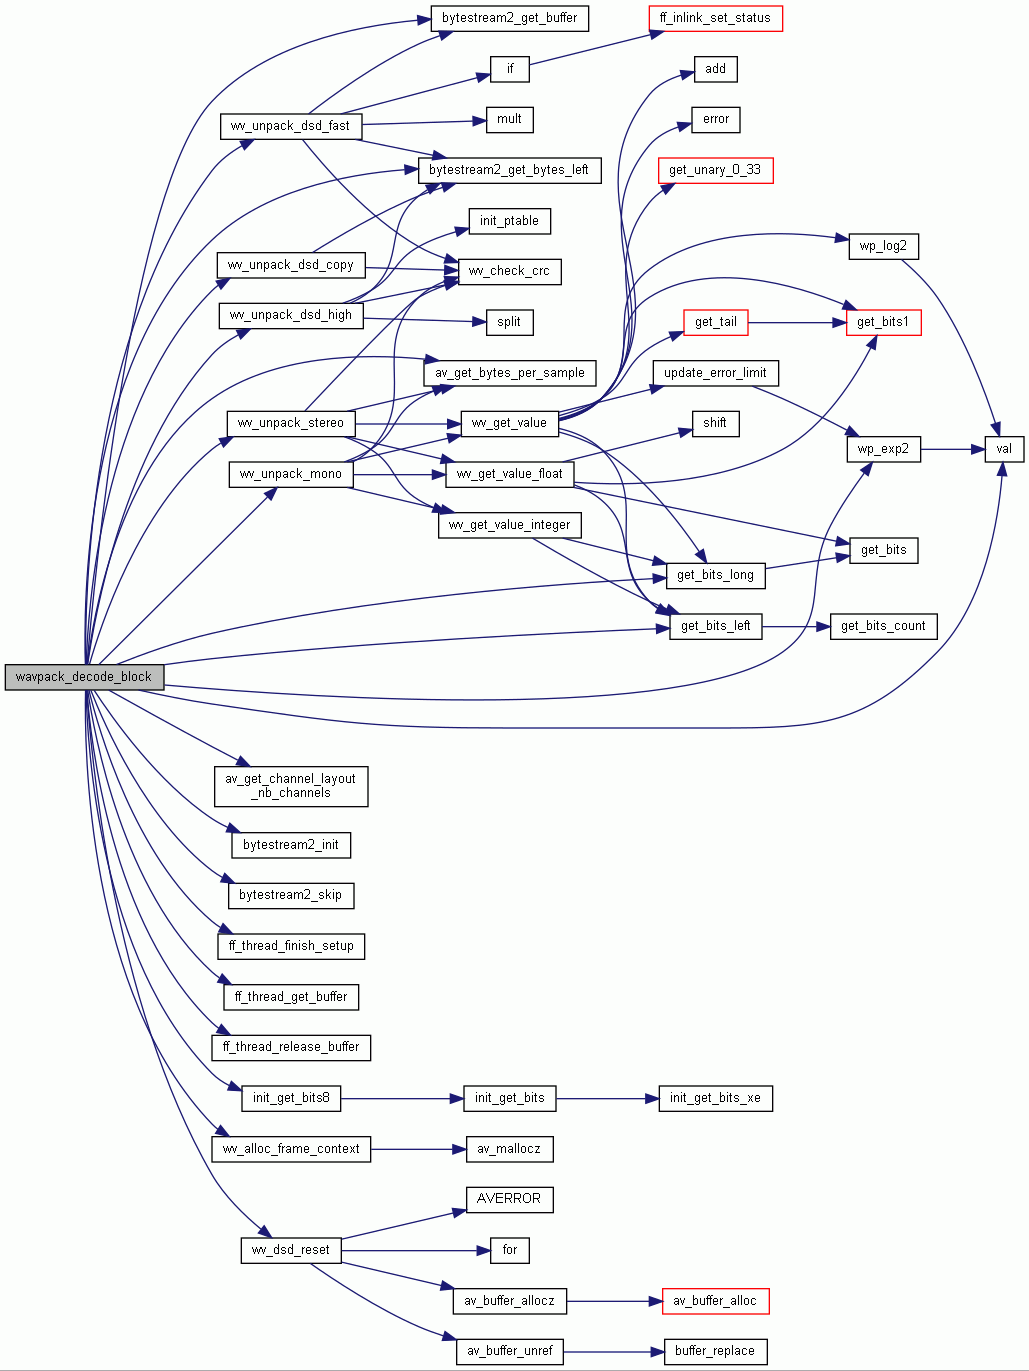 bytestream2_get_buffer
ff_inlink_set_status
if
add
mult
error
wv_unpack_dsd_fast
bytestream2_get_bytes_left
get_unary_0_33
init_ptable
wp_log2
wv_unpack_dsd_copy
wv_check_crc
wv_unpack_dsd_high
split
get_tail
get_bits1
av_get_bytes_per_sample
update_error_limit
wv_unpack_stereo
wv_get_value
shift
wp_exp2
val
wv_unpack_mono
wv_get_value_float
wv_get_value_integer
get_bits
get_bits_long
get_bits_left
get_bits_count
wavpack_decode_block
av_get_channel_layout
_nb_channels
bytestream2_init
bytestream2_skip
ff_thread_finish_setup
ff_thread_get_buffer
ff_thread_release_buffer
init_get_bits8
init_get_bits
init_get_bits_xe
wv_alloc_frame_context
av_mallocz
AVERROR
wv_dsd_reset
for
av_buffer_allocz
av_buffer_alloc
av_buffer_unref
buffer_replace